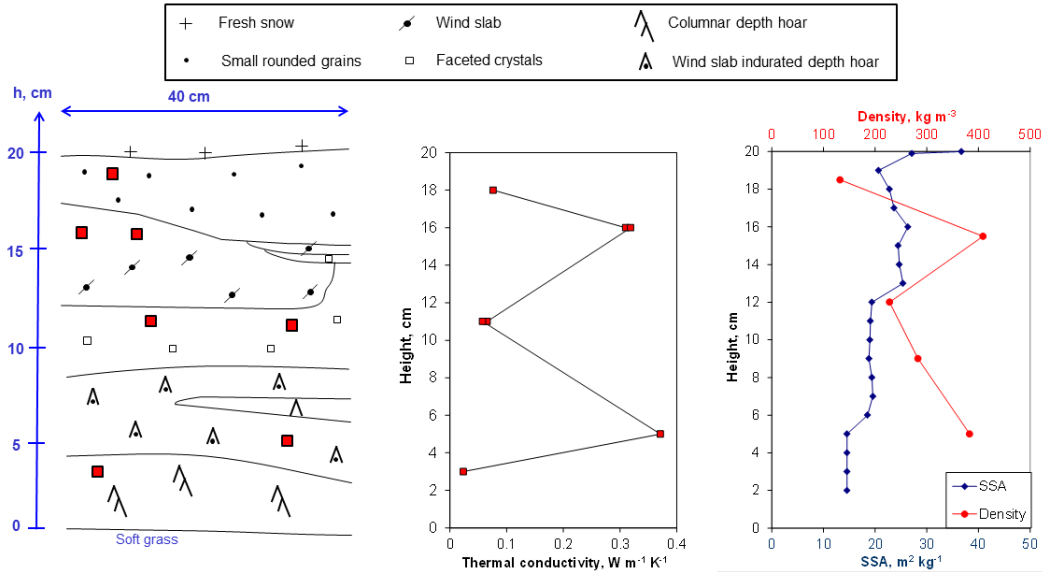 Fresh snow
Wind slab
Columnar depth hoar
Small rounded grains
Faceted crystals
Wind slab indurated depth hoar
h, cm
40 cm
20
15
10
5
0
Soft grass
20
18
16
14
12
10
8
6
4
2
0
Height, cm
0 0.1 0.2 0.3 0.4
Thermal conductivity, W m⁻¹ K⁻¹
Density, kg m⁻³
0 100 200 300 400 500
20
18
16
14
12
10
8
6
4
2
0
Height, cm
SSA
Density
0 10 20 30 40 50
SSA, m² kg⁻¹